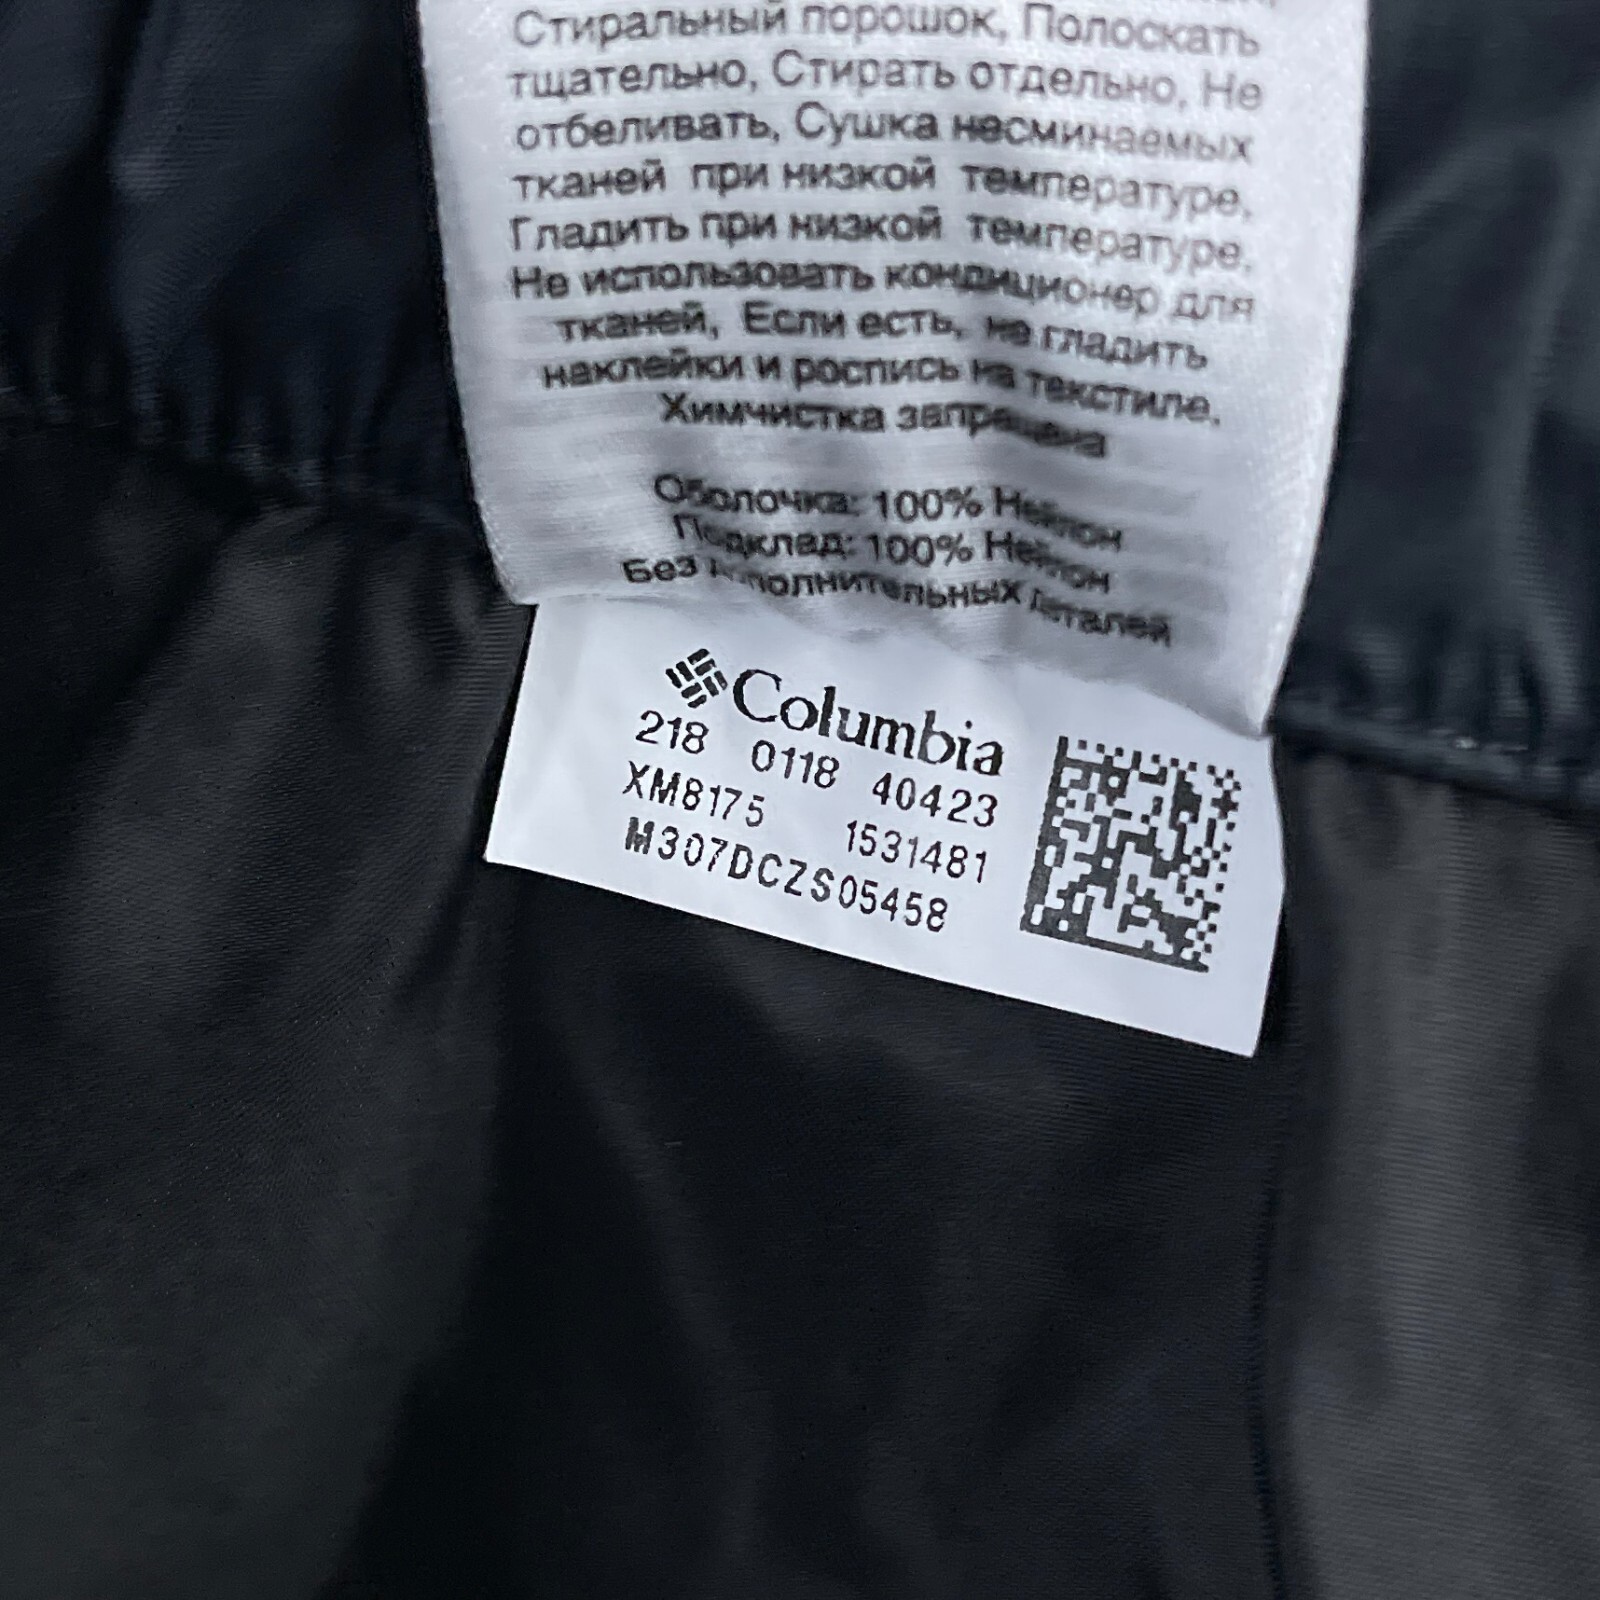 Стиральный порошок, Полоскать
тщательно, Стирать отдельно, Не
отбеливать, Сушка несминаемых
тканей при низкой температуре,
Гладить при низкой температуре,
Не использовать кондиционер для
тканей, Если есть, не гладить
наклейки и роспись на текстиле.
Химчистка запрещена
Оболочка: 100% Нейлон
Подклад: 100% Нейлон
Без дополнительных деталей
Columbia
218 0118 40423
XM8175 1531481
M307DCZS05458